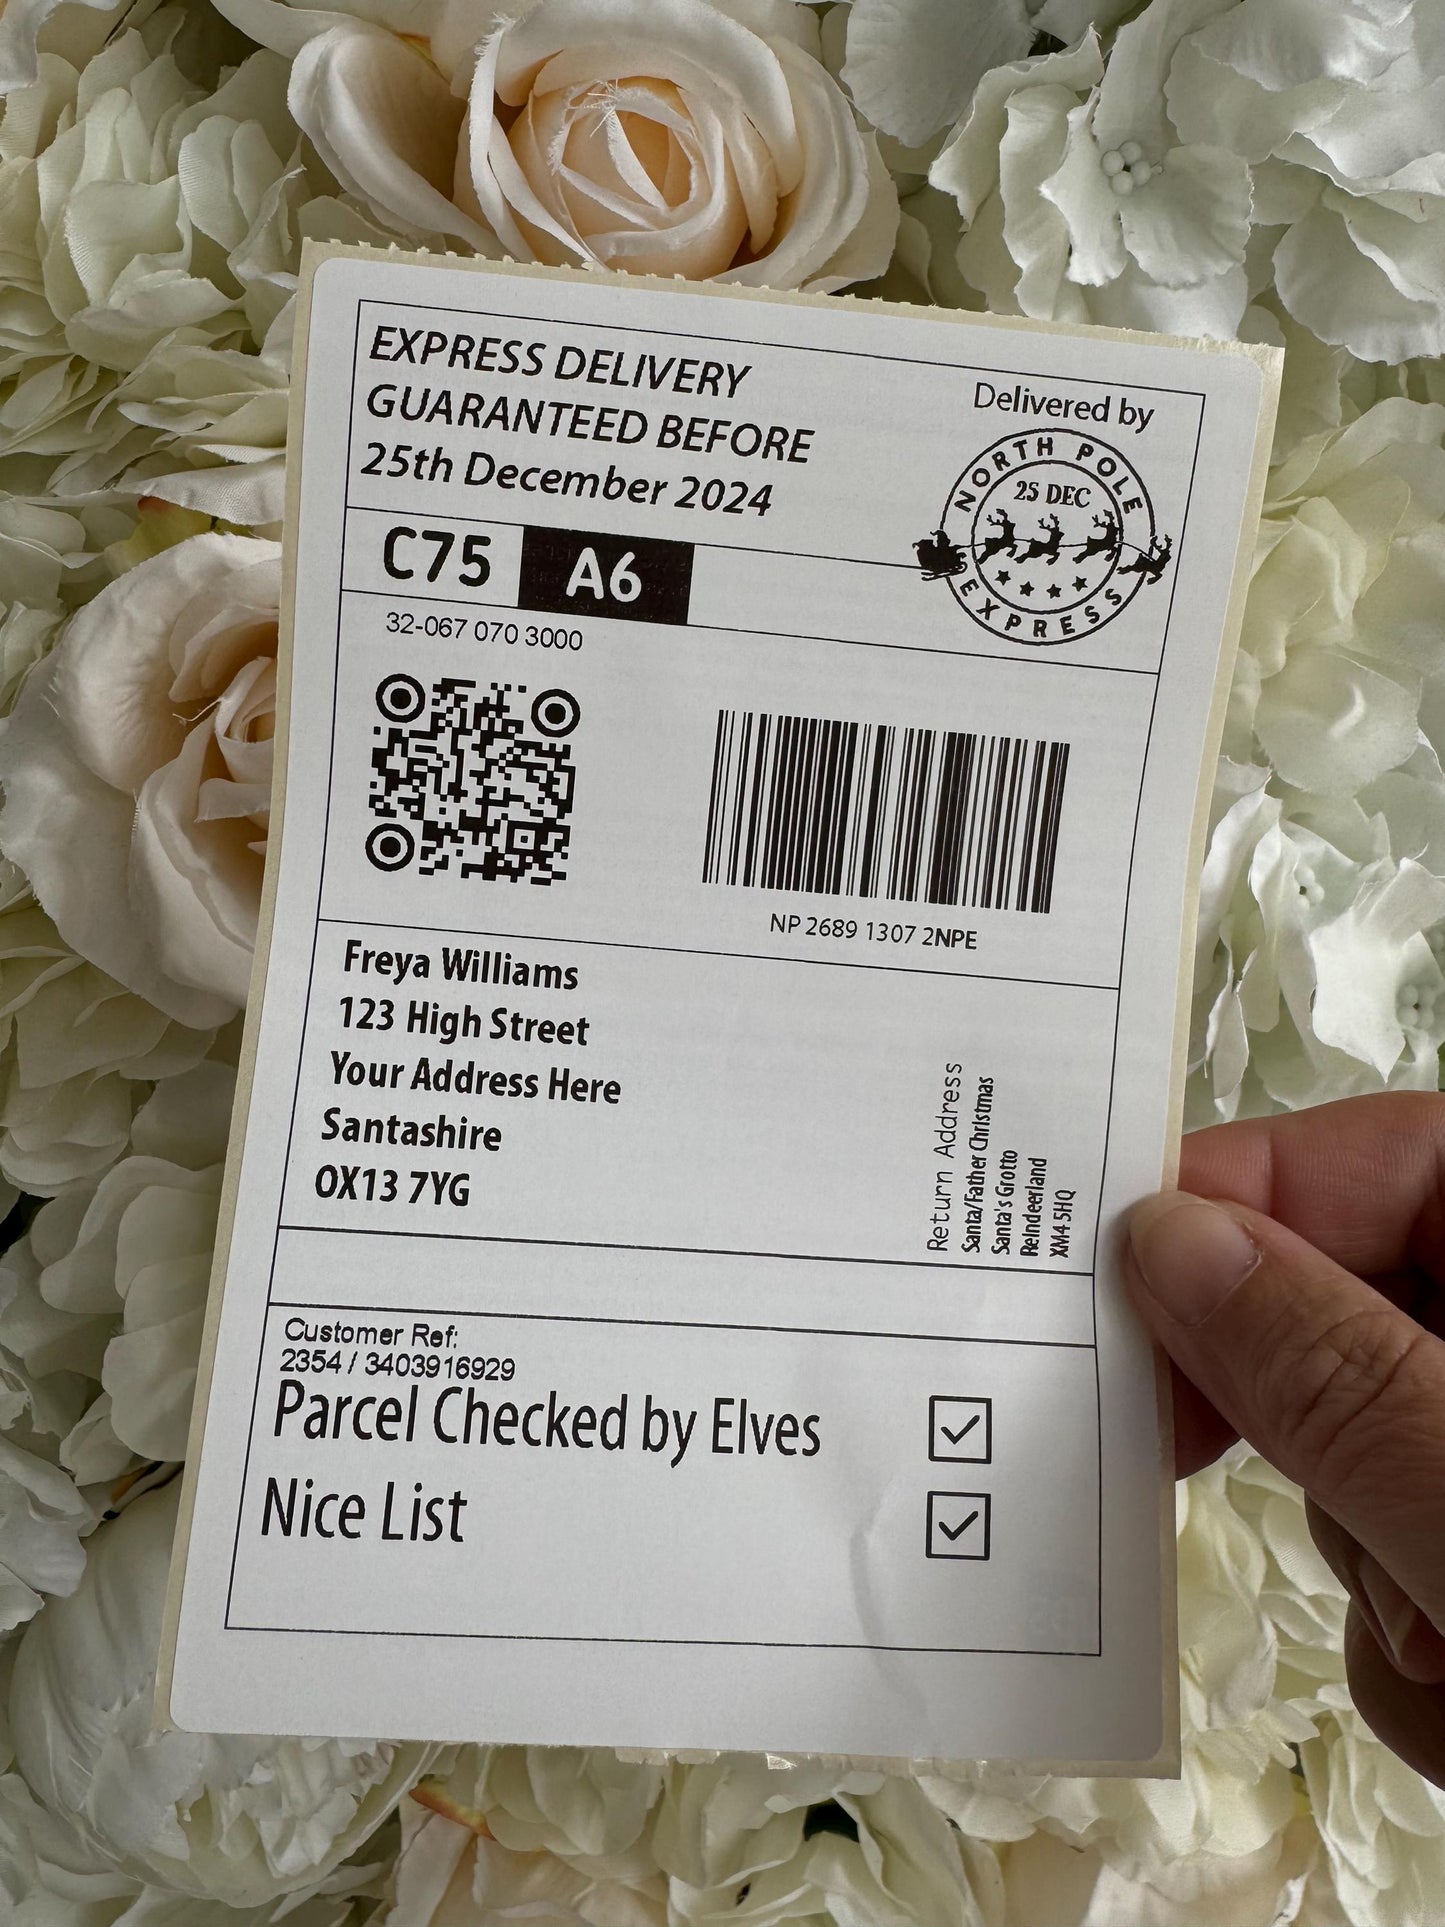 EXPRESS DELIVERY
GUARANTEED BEFORE
25th December 2024
Delivered by
NORTH POLE
25 DEC
EXPRESS
C75 A6
32-067 070 3000
NP 2689 1307 2NPE
Freya Williams
123 High Street
Your Address Here
Santashire
OX13 7YG
Return Address
Santa/Father Christmas
Santa's Grotto
Reindeerland
XM4 5HQ
Customer Ref:
2354 / 3403916929
Parcel Checked by Elves
Nice List